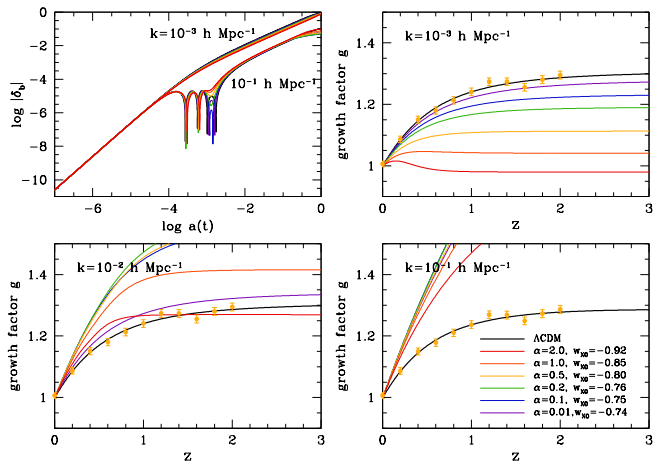 k=10⁻³ h Mpc⁻¹
10⁻¹ h Mpc⁻¹
log |δ_b|
0
−2
−4
−6
−8
−10
−6 −4 −2 0
log a(t)
k=10⁻³ h Mpc⁻¹
growth factor g
1.4
1.2
1
0 1 2 3
z
k=10⁻² h Mpc⁻¹
growth factor g
1.4
1.2
1
0 1 2 3
z
k=10⁻¹ h Mpc⁻¹
growth factor g
1.4
1.2
1
ΛCDM
α=2.0, w_X0=−0.92
α=1.0, w_X0=−0.85
α=0.5, w_X0=−0.80
α=0.2, w_X0=−0.76
α=0.1, w_X0=−0.75
α=0.01,w_X0=−0.74
0 1 2 3
z